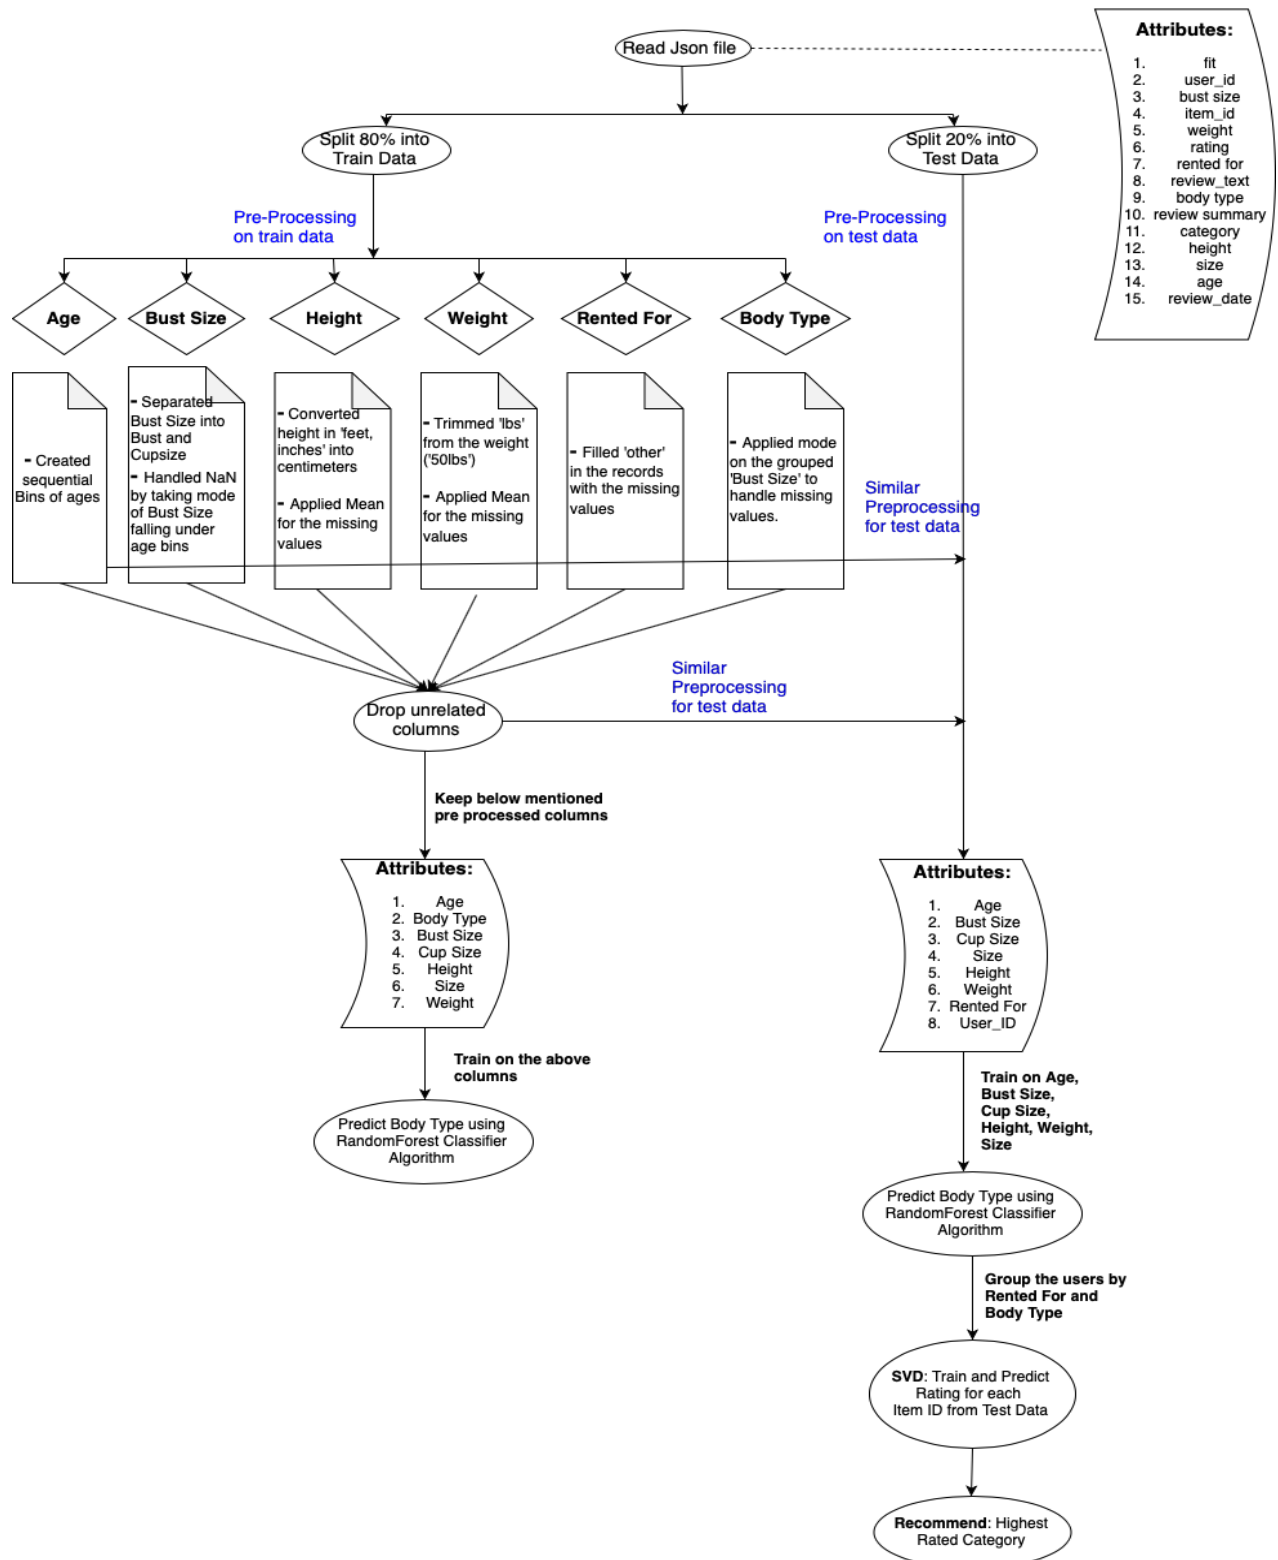 Read Json file
Attributes:
1. fit
2. user_id
3. bust size
4. item_id
5. weight
6. rating
7. rented for
8. review_text
9. body type
10. review summary
11. category
12. height
13. size
14. age
15. review_date
Split 80% into
Train Data
Split 20% into
Test Data
Pre-Processing
on train data
Pre-Processing
on test data
Age
Bust Size
Height
Weight
Rented For
Body Type
- Created
sequential
Bins of ages
- Separated
Bust Size into
Bust and
Cupsize
- Handled NaN
by taking mode
of Bust Size
falling under
age bins
- Converted
height in 'feet,
inches' into
centimeters
- Applied Mean
for the missing
values
- Trimmed 'lbs'
from the weight
('50lbs')
- Applied Mean
for the missing
values
- Filled 'other'
in the records
with the missing
values
- Applied mode
on the grouped
'Bust Size' to
handle missing
values.
Similar
Preprocessing
for test data
Similar
Preprocessing
for test data
Drop unrelated
columns
Keep below mentioned
pre processed columns
Attributes:
1. Age
2. Body Type
3. Bust Size
4. Cup Size
5. Height
6. Size
7. Weight
Train on the above
columns
Predict Body Type using
RandomForest Classifier
Algorithm
Attributes:
1. Age
2. Bust Size
3. Cup Size
4. Size
5. Height
6. Weight
7. Rented For
8. User_ID
Train on Age,
Bust Size,
Cup Size,
Height, Weight,
Size
Predict Body Type using
RandomForest Classifier
Algorithm
Group the users by
Rented For and
Body Type
SVD: Train and Predict
Rating for each
Item ID from Test Data
Recommend: Highest
Rated Category